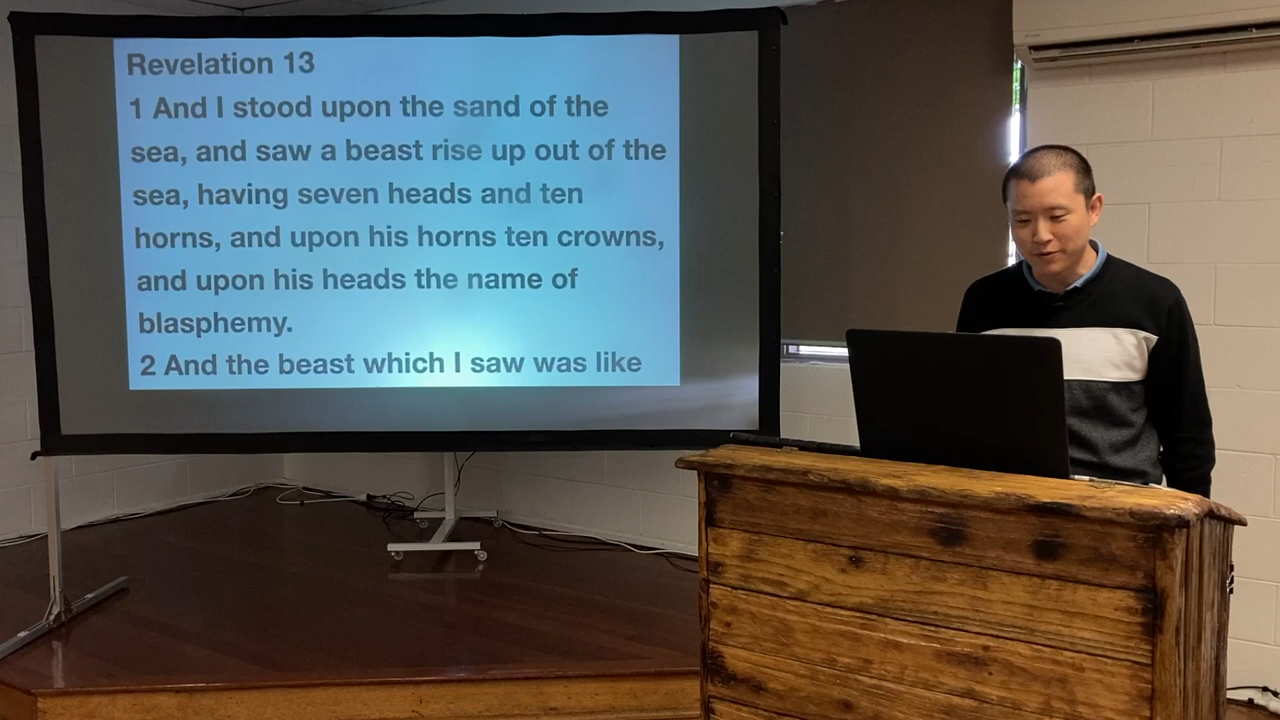 Revelation 13
1 And I stood upon the sand of the
sea, and saw a beast rise up out of the
sea, having seven heads and ten
horns, and upon his horns ten crowns,
and upon his heads the name of
blasphemy.
2 And the beast which I saw was like